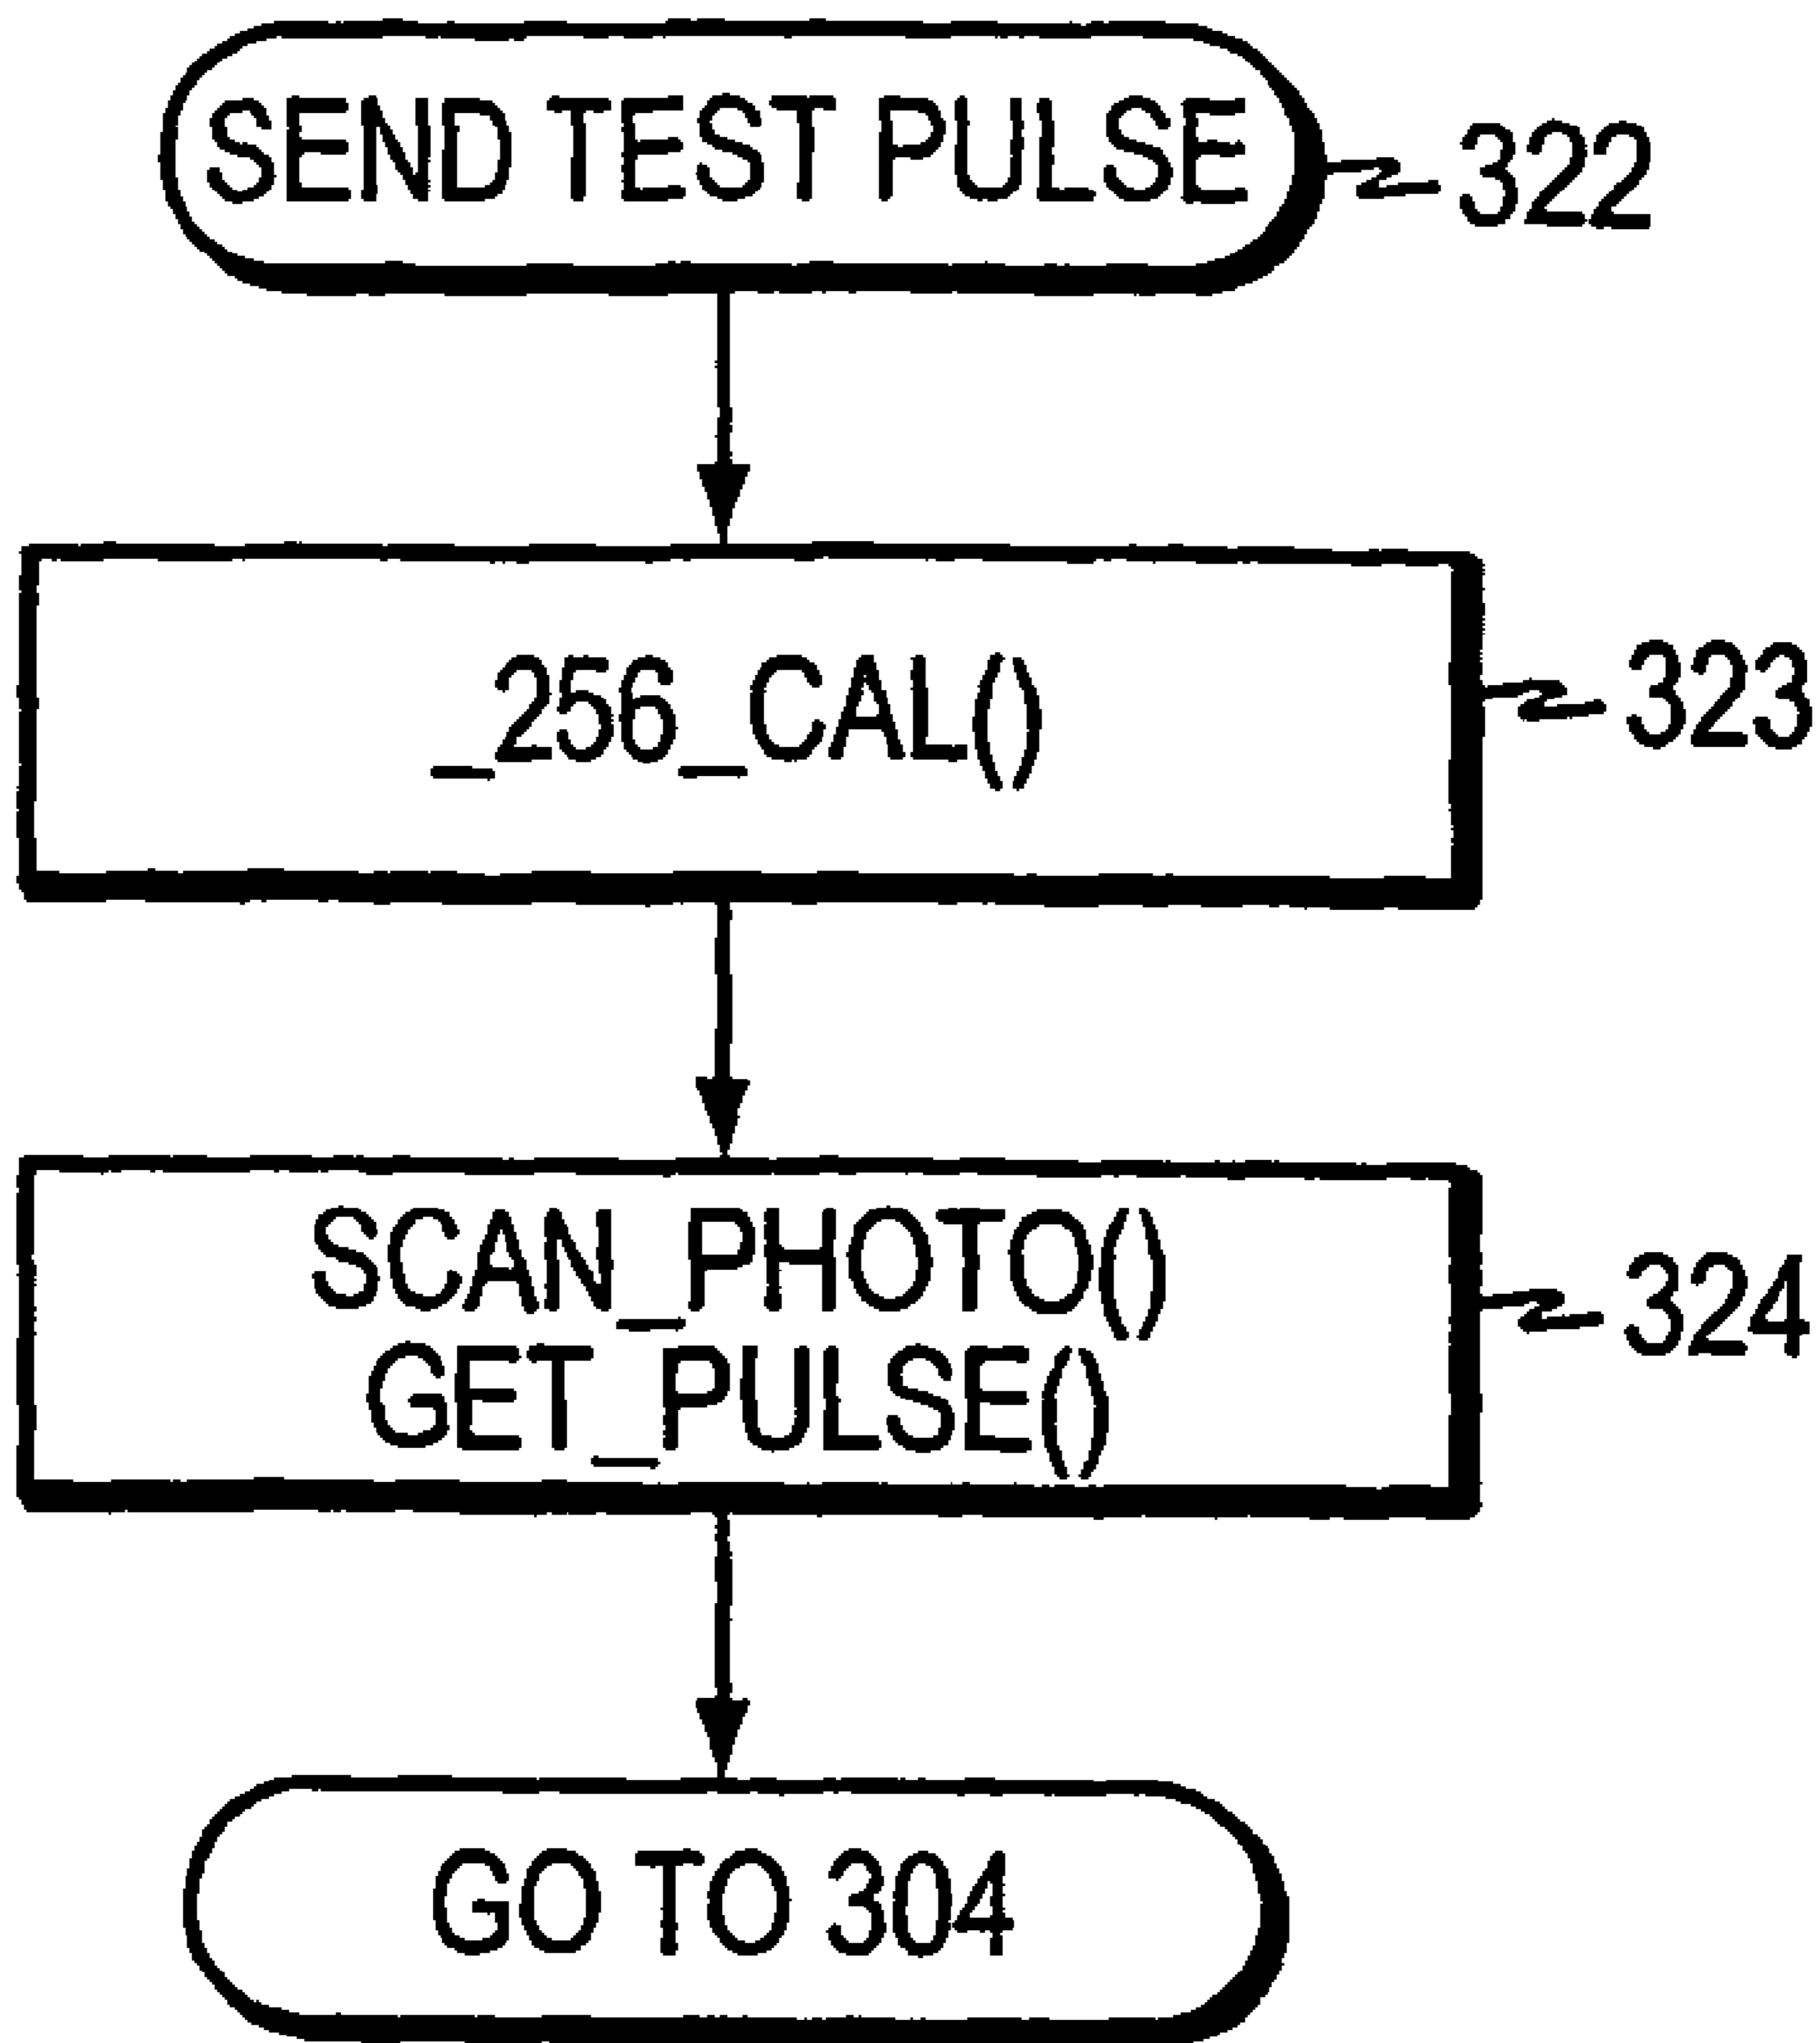 SEND TEST PULSE
322
_256_CAL()
323
SCAN_PHOTO()
GET_PULSE()
324
GO TO 304